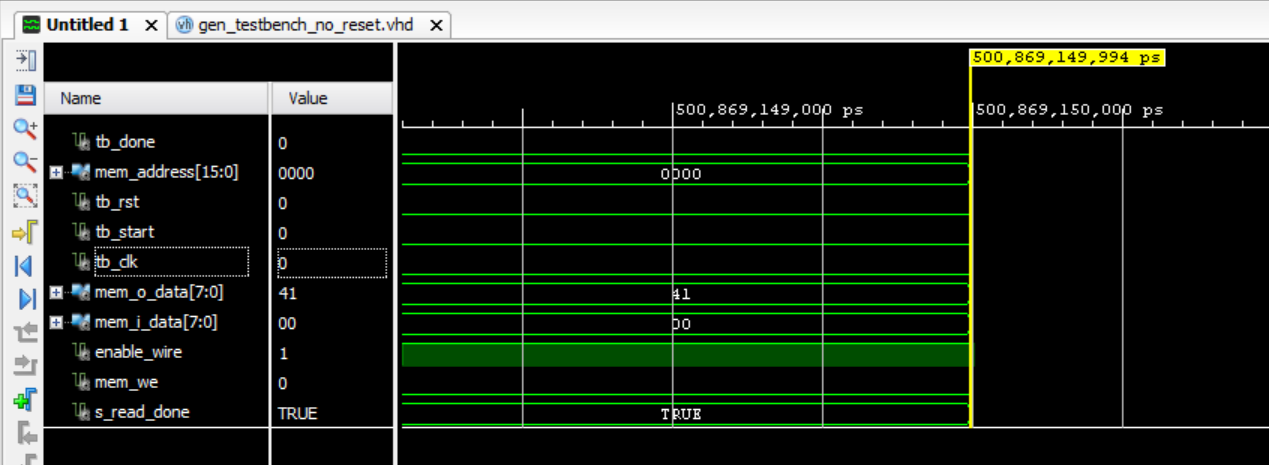 Untitled 1 gen_testbench_no_reset.vhd
500,869,149,994 ps
Name Value
500,869,149,000 ps 500,869,150,000 ps
tb_done 0
mem_address[15:0] 0000 0000
tb_rst 0
tb_start 0
tb_clk 0
mem_o_data[7:0] 41 41
mem_i_data[7:0] 00 00
enable_wire 1
mem_we 0
s_read_done TRUE TRUE